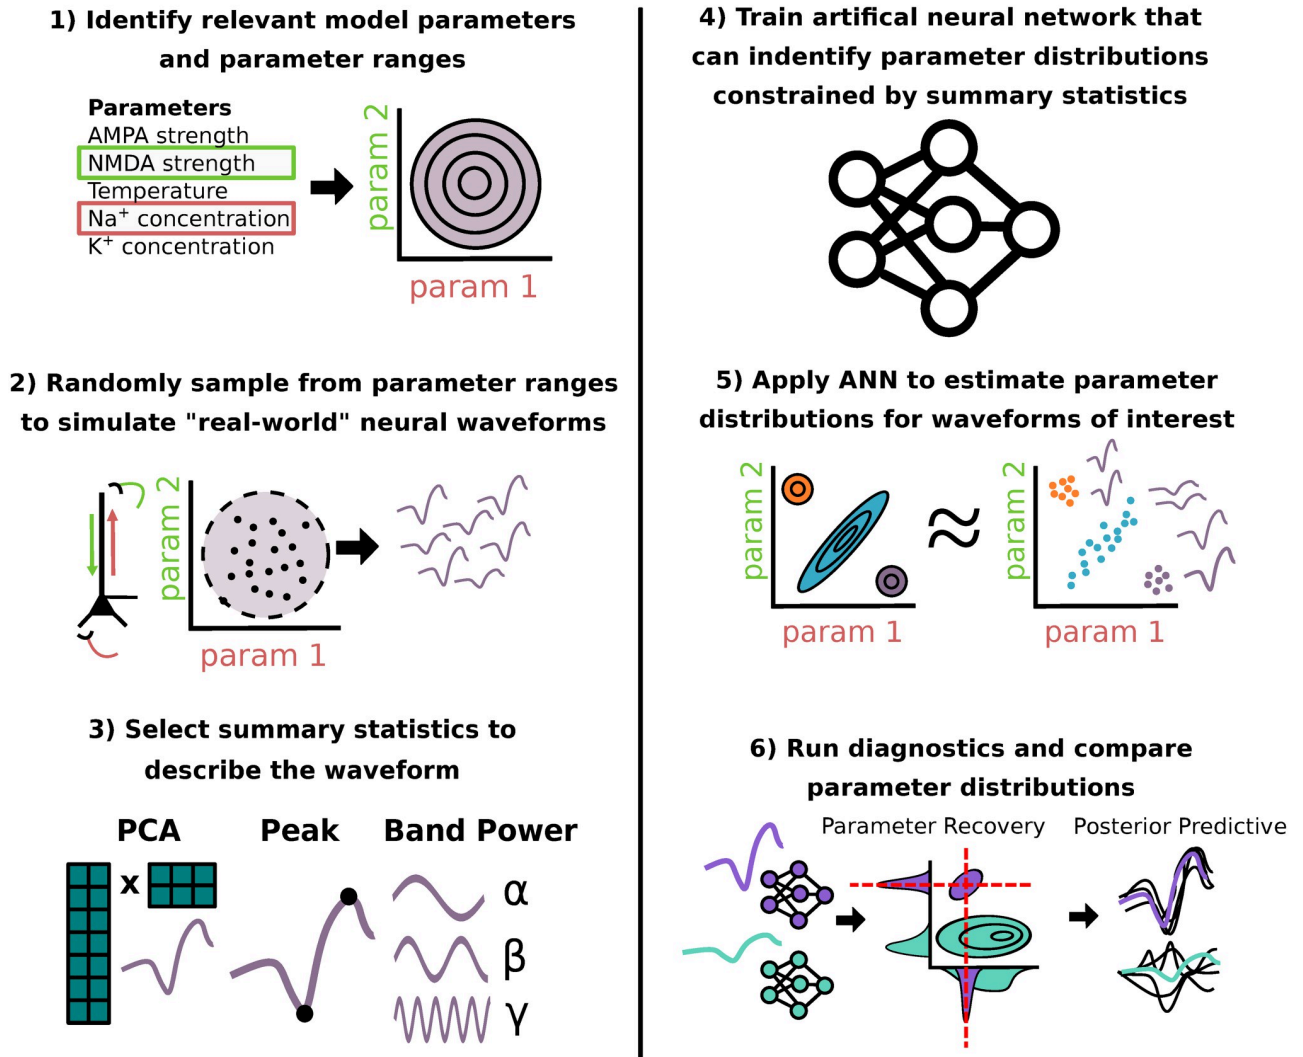 1) Identify relevant model parameters
and parameter ranges
Parameters
AMPA strength
NMDA strength
Temperature
Na⁺ concentration
K⁺ concentration
param 2
param 1
2) Randomly sample from parameter ranges
to simulate "real-world" neural waveforms
param 2
param 1
3) Select summary statistics to
describe the waveform
PCA
Peak
Band Power
x
α
β
γ
4) Train artifical neural network that
can indentify parameter distributions
constrained by summary statistics
5) Apply ANN to estimate parameter
distributions for waveforms of interest
param 2
param 1
≈
param 2
param 1
6) Run diagnostics and compare
parameter distributions
Parameter Recovery
Posterior Predictive